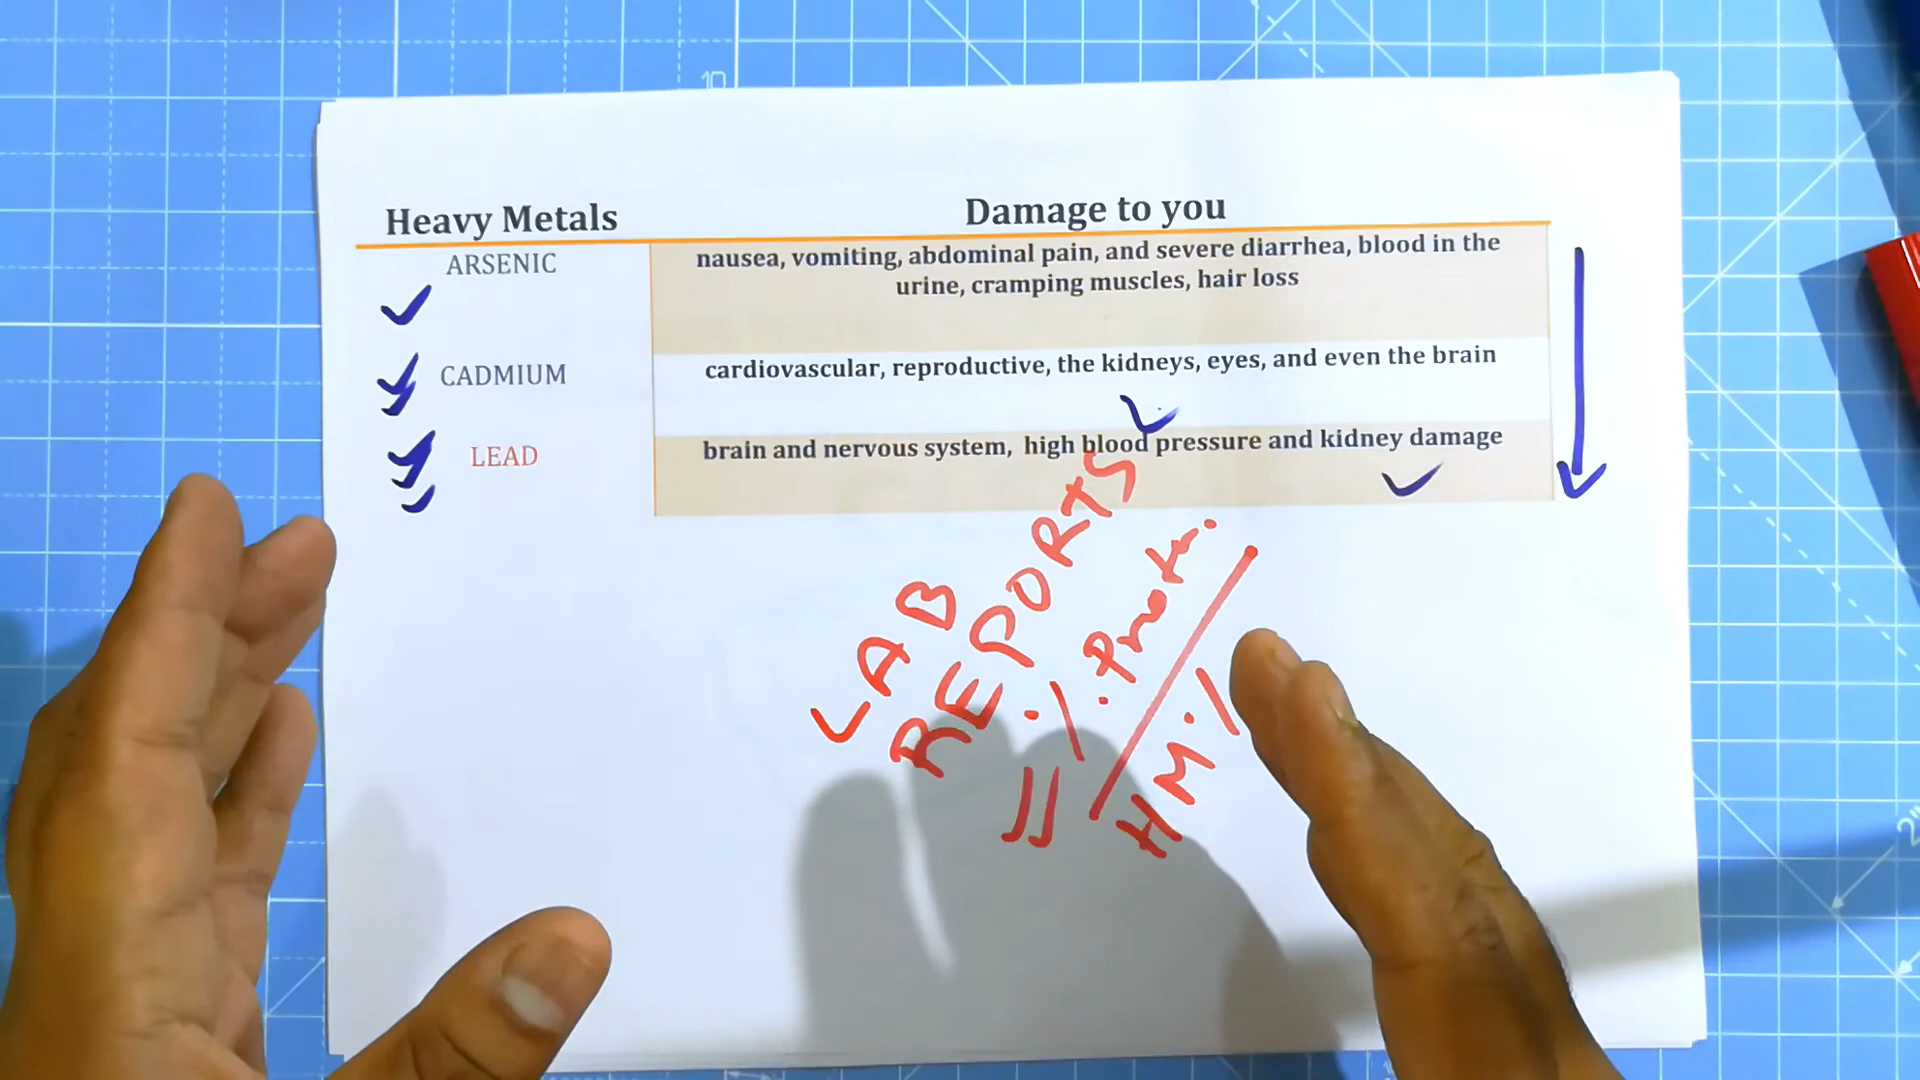 10
Heavy Metals Damage to you
ARSENIC nausea, vomiting, abdominal pain, and severe diarrhea, blood in the
urine, cramping muscles, hair loss
CADMIUM cardiovascular, reproductive, the kidneys, eyes, and even the brain
LEAD brain and nervous system, high blood pressure and kidney damage
LAB
REPORTS
HM %
2"